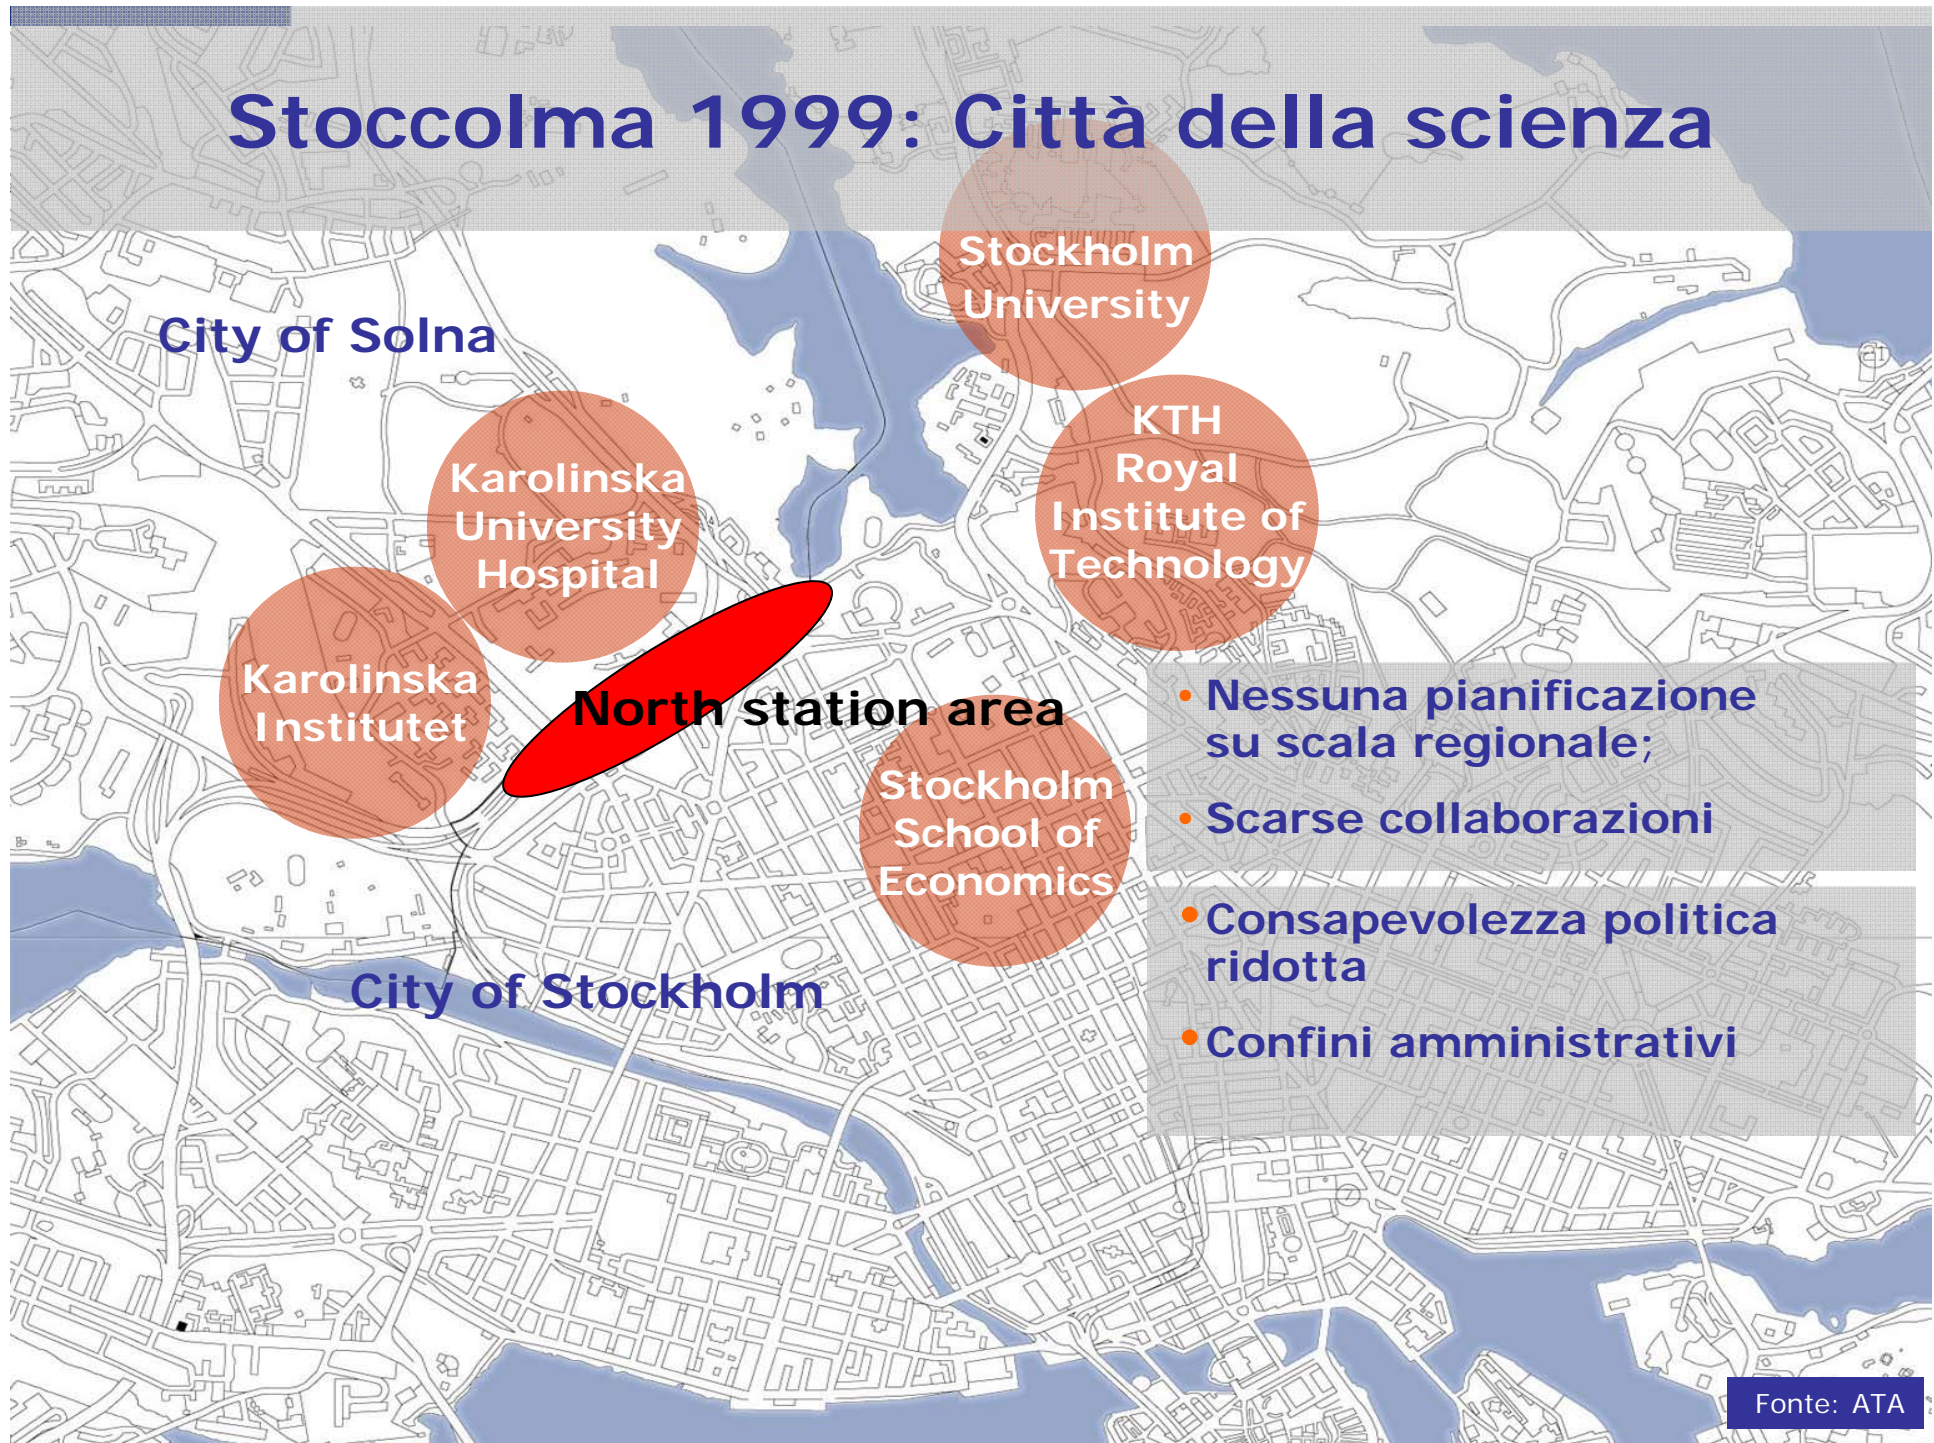 Stoccolma 1999: Città della scienza
Stockholm
University
City of Solna
KTH
Royal
Institute of
Technology
Karolinska
University
Hospital
Karolinska
Institutet
North station area
Stockholm
School of
Economics
• Nessuna pianificazione
su scala regionale;
• Scarse collaborazioni
• Consapevolezza politica
ridotta
• Confini amministrativi
City of Stockholm
Fonte: ATA